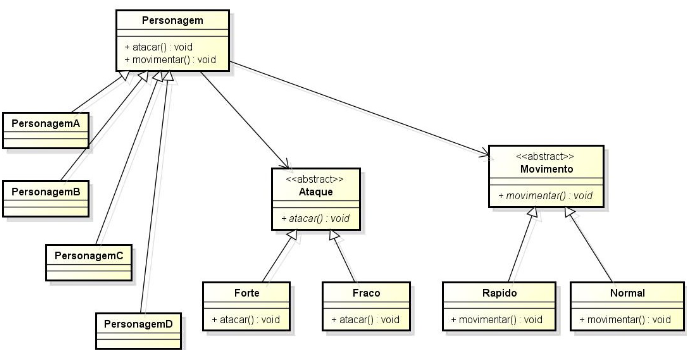 Personagem
+ atacar() : void
+ movimentar() : void
PersonagemA
PersonagemB
PersonagemC
PersonagemD
<<abstract>>
Ataque
+ atacar() : void
<<abstract>>
Movimento
+ movimentar() : void
Forte
+ atacar() : void
Fraco
+ atacar() : void
Rapido
+ movimentar() : void
Normal
+ movimentar() : void